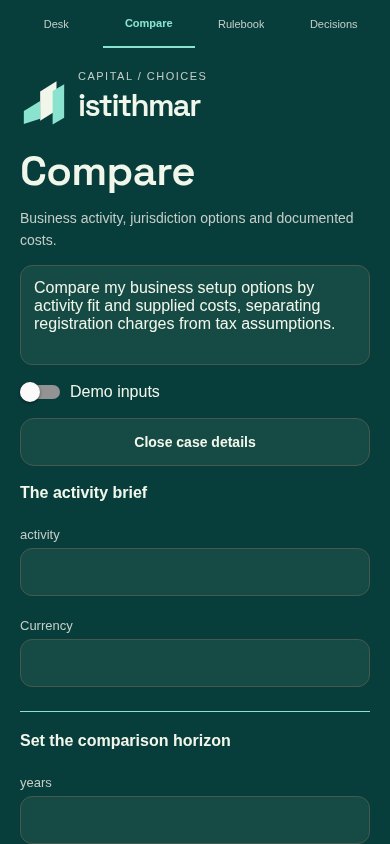 Desk
Compare
Rulebook
Decisions
CAPITAL / CHOICES
istithmar
Compare
Business activity, jurisdiction options and documented
costs.
Compare my business setup options by
activity fit and supplied costs, separating
registration charges from tax assumptions.
Demo inputs
Close case details
The activity brief
activity
Currency
Set the comparison horizon
years